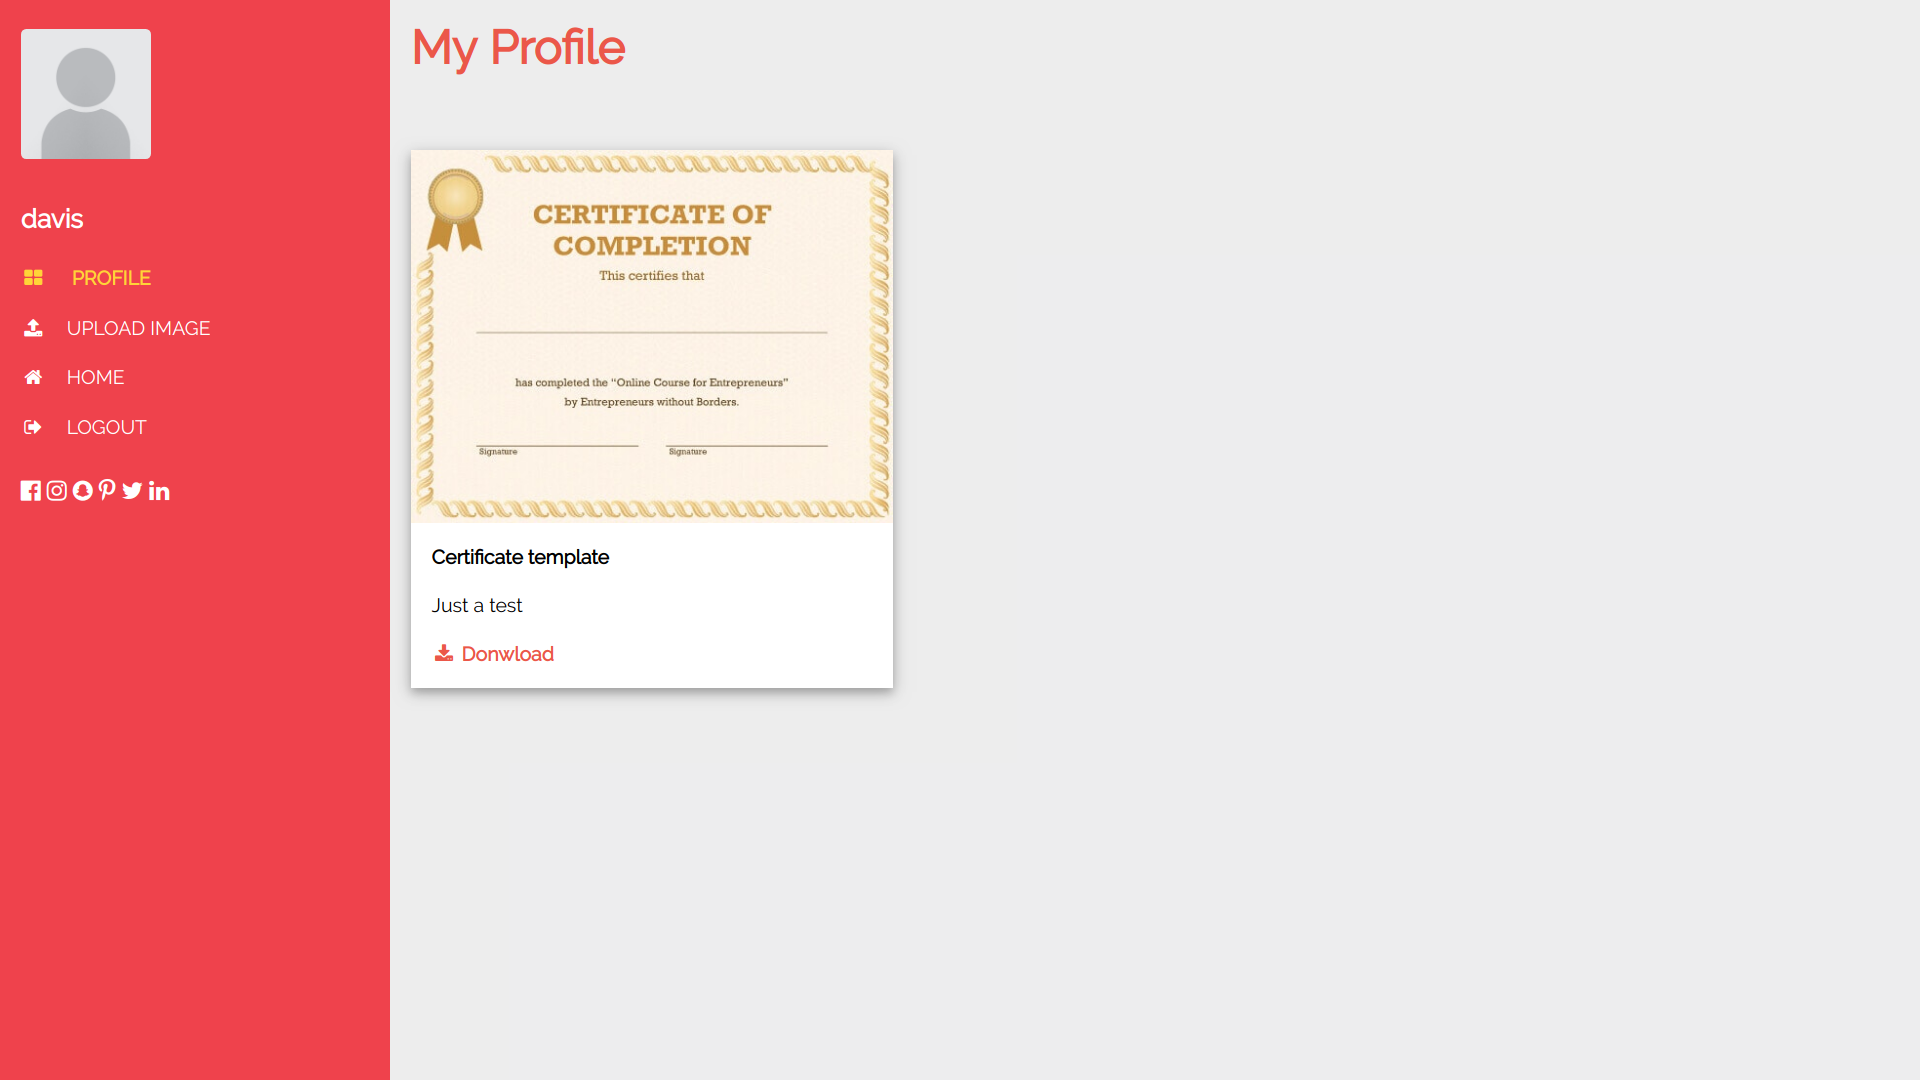 davis
PROFILE
UPLOAD IMAGE
HOME
LOGOUT
My Profile
CERTIFICATE OF
COMPLETION
This certifies that
has completed the “Online Course for Entrepreneurs”
by Entrepreneurs without Borders.
Signature
Signature
Certificate template
Just a test
Donwload